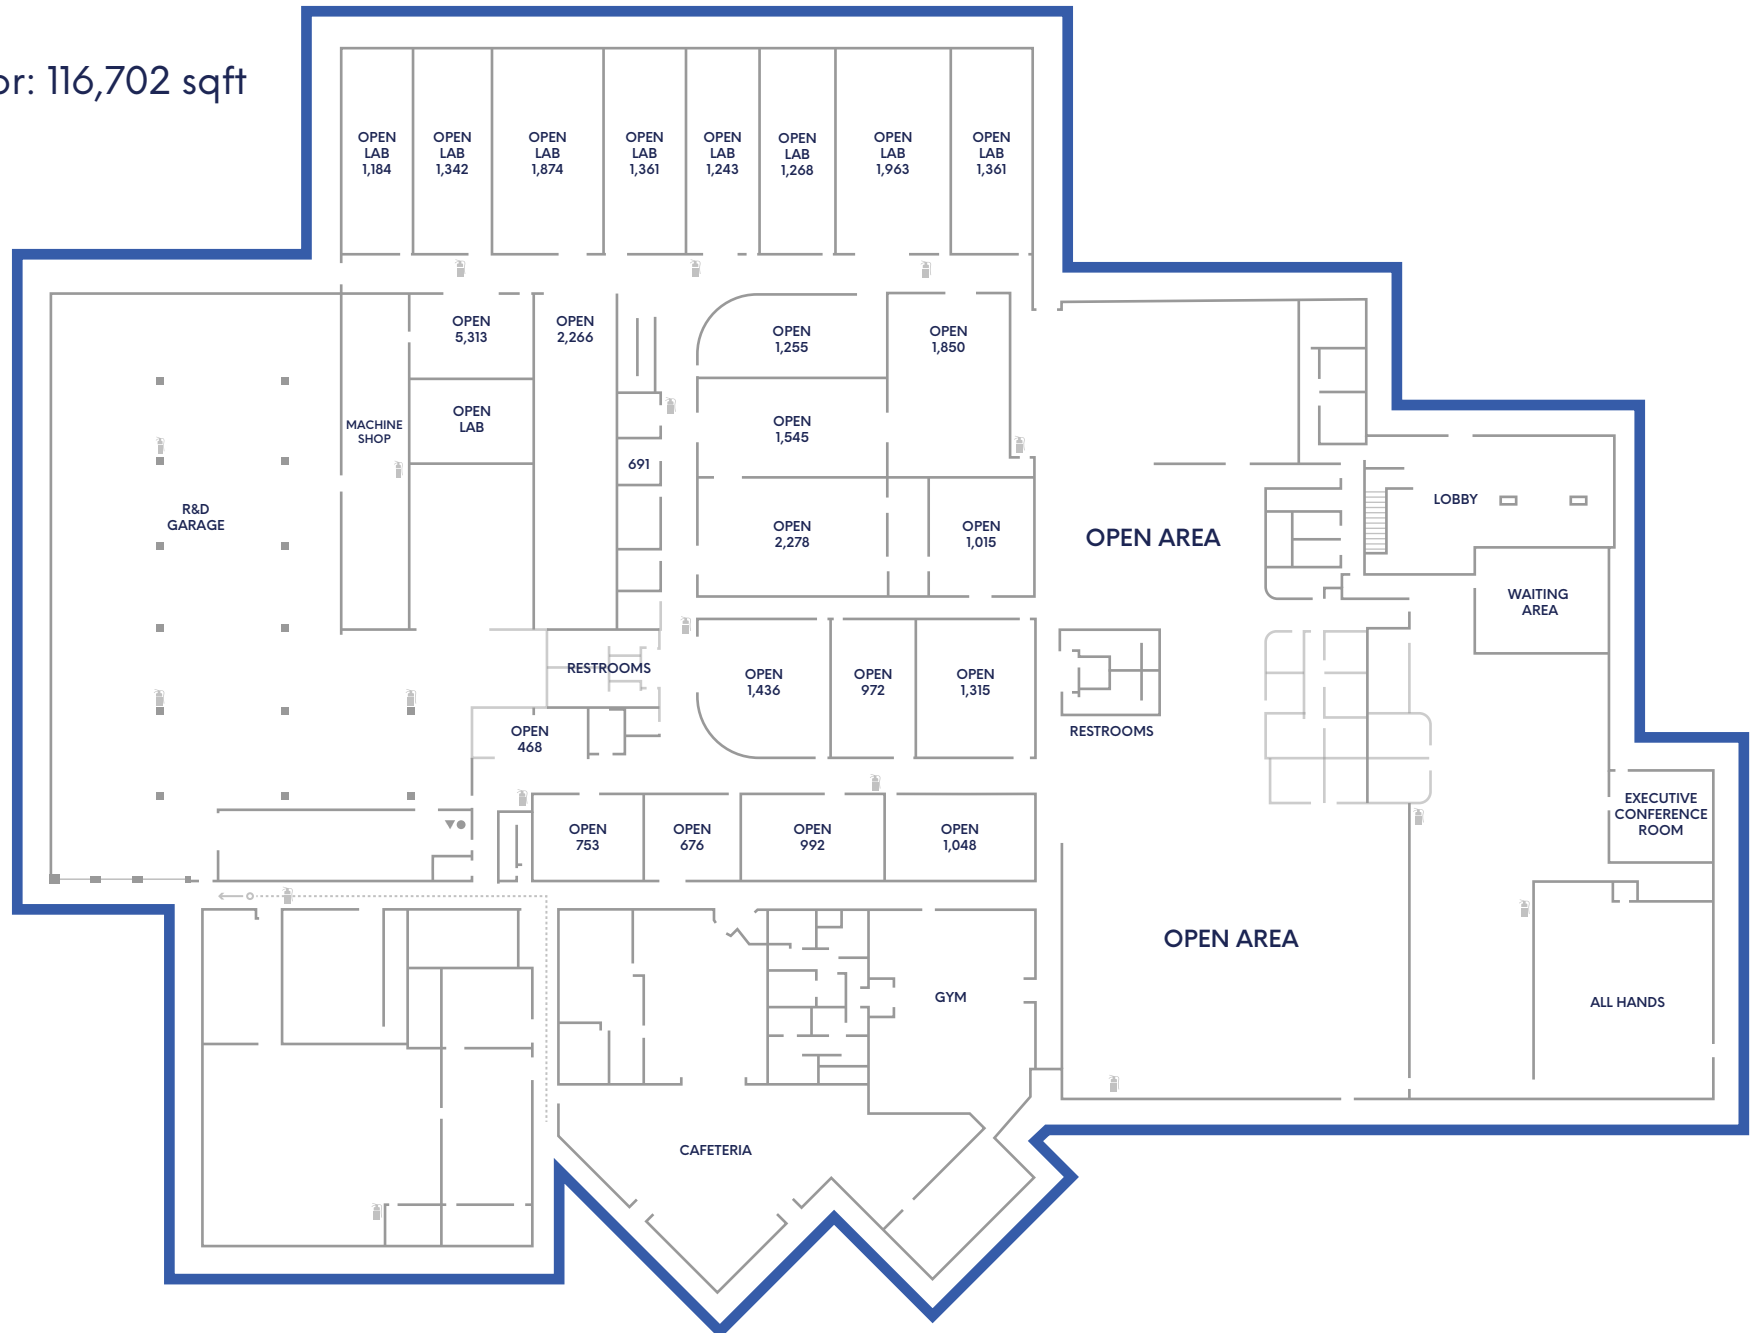 or: 116,702 sqft
OPEN
LAB
1,184
OPEN
LAB
1,342
OPEN
LAB
1,874
OPEN
LAB
1,361
OPEN
LAB
1,243
OPEN
LAB
1,268
OPEN
LAB
1,963
OPEN
LAB
1,361
OPEN
5,313
OPEN
2,266
OPEN
1,255
OPEN
1,850
MACHINE
SHOP
OPEN
LAB
OPEN
1,545
691
R&D
GARAGE
OPEN
2,278
OPEN
1,015
OPEN AREA
LOBBY
WAITING
AREA
RESTROOMS
OPEN
1,436
OPEN
972
OPEN
1,315
RESTROOMS
OPEN
468
OPEN
753
OPEN
676
OPEN
992
OPEN
1,048
EXECUTIVE
CONFERENCE
ROOM
OPEN AREA
GYM
ALL HANDS
CAFETERIA